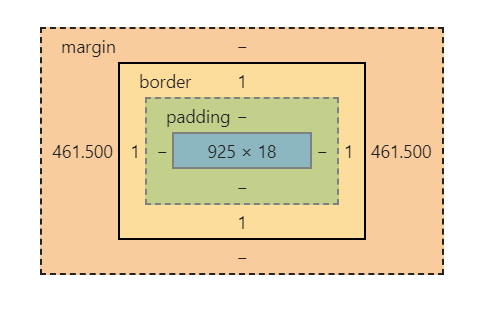 margin –
border 1
padding –
461.500 1 – 925 × 18 – 1 461.500
–
1
–